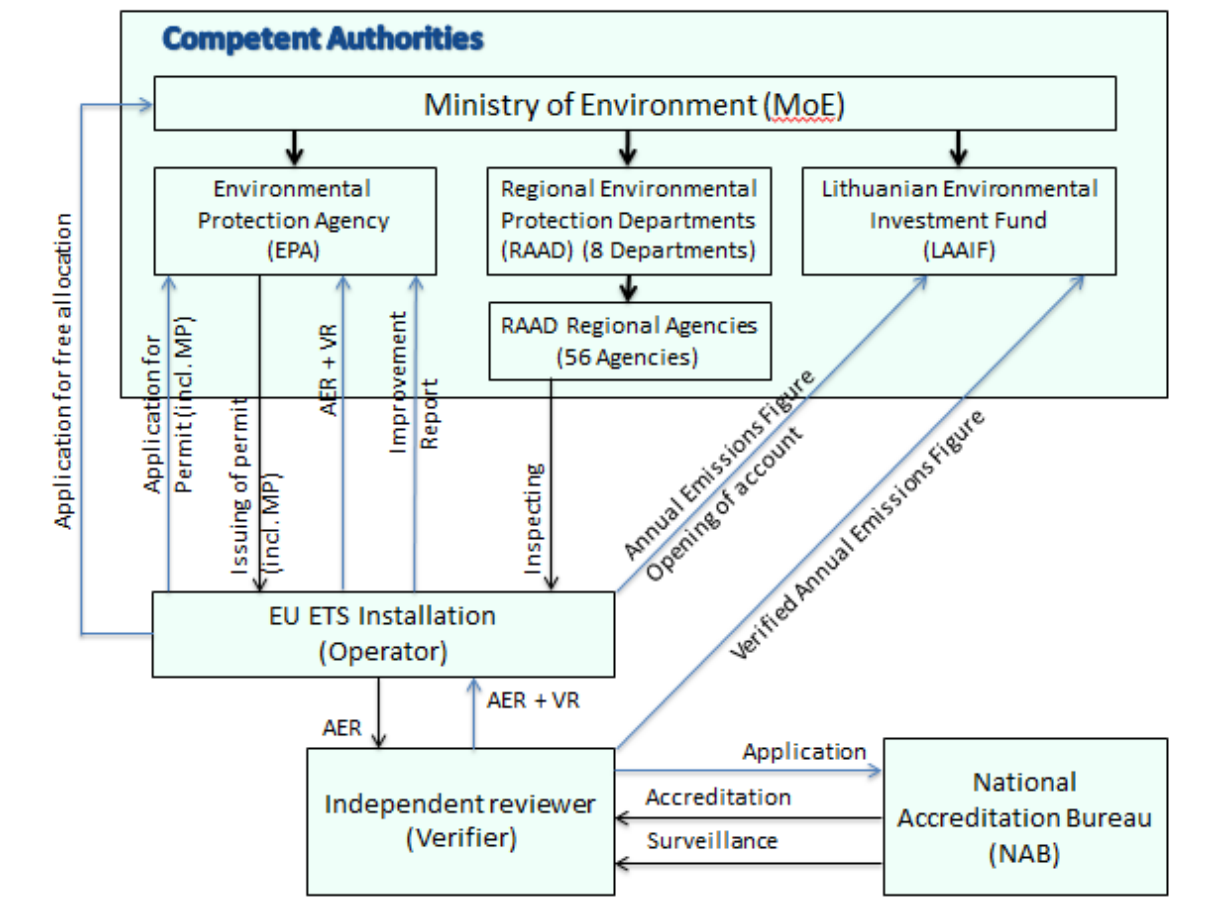 Competent Authorities
Ministry of Environment (MoE)
Environmental
Protection Agency
(EPA)
Regional Environmental
Protection Departments
(RAAD) (8 Departments)
Lithuanian Environmental
Investment Fund
(LAAIF)
RAAD Regional Agencies
(56 Agencies)
Application for free allocation
Application for
Permit (incl. MP)
Issuing of permit
(incl. MP)
AER + VR
Improvement
Report
Inspecting
Annual Emissions Figure
Opening of account
Verified Annual Emissions Figure
EU ETS Installation
(Operator)
AER
AER + VR
Independent reviewer
(Verifier)
Application
Accreditation
Surveillance
National
Accreditation Bureau
(NAB)